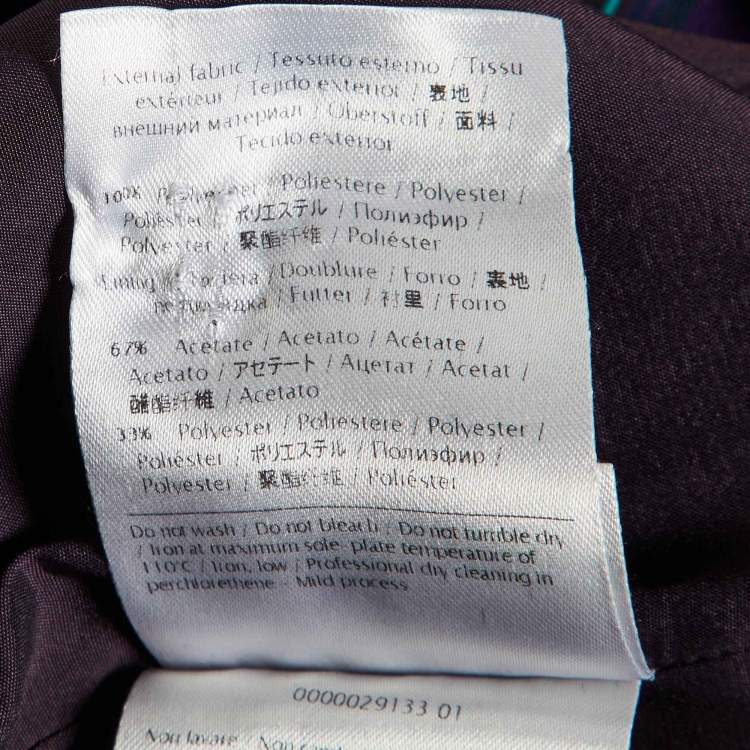 External fabric / Tessuto esterno / Tissu
extérieur / Tejido exterior / 表地 /
внешний материал / Oberstoff / 面料 /
Tecido exterior
100% Polyester / Poliestere / Polyester /
Poliéster / ポリエステル / Полиэфир /
Polyester / 聚酯纤维 / Poliéster
Lining / Fodera / Doublure / Forro / 裏地 /
подкладка / Futter / 衬里 / Forro
67% Acetate / Acetato / Acétate /
Acetato / アセテート / Ацетат / Acetat /
醋酯纤维 / Acetato
33% Polyester / Poliestere / Polyester /
Poliéster / ポリエステル / Полиэфир /
Polyester / 聚酯纤维 / Poliéster
Do not wash / Do not bleach / Do not tumble dry
/ Iron at maximum sole-plate temperature of
110°C / Iron, low / Professional dry cleaning in
perchlorethene - Mild process
0000029133 01
Non lavare / Non